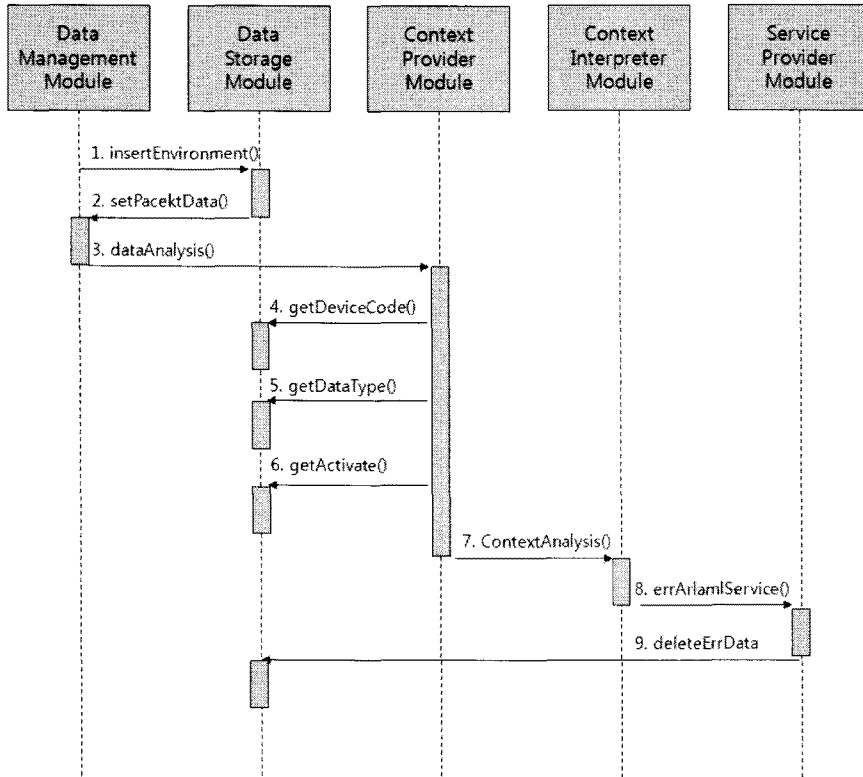 Data
Management
Module
Data
Storage
Module
Context
Provider
Module
Context
Interpreter
Module
Service
Provider
Module
1. insertEnvironment()
2. setPacektData()
3. dataAnalysis()
4. getDeviceCode()
5. getDataType()
6. getActivate()
7. ContextAnalysis()
8. errArlamlService()
9. deleteErrData